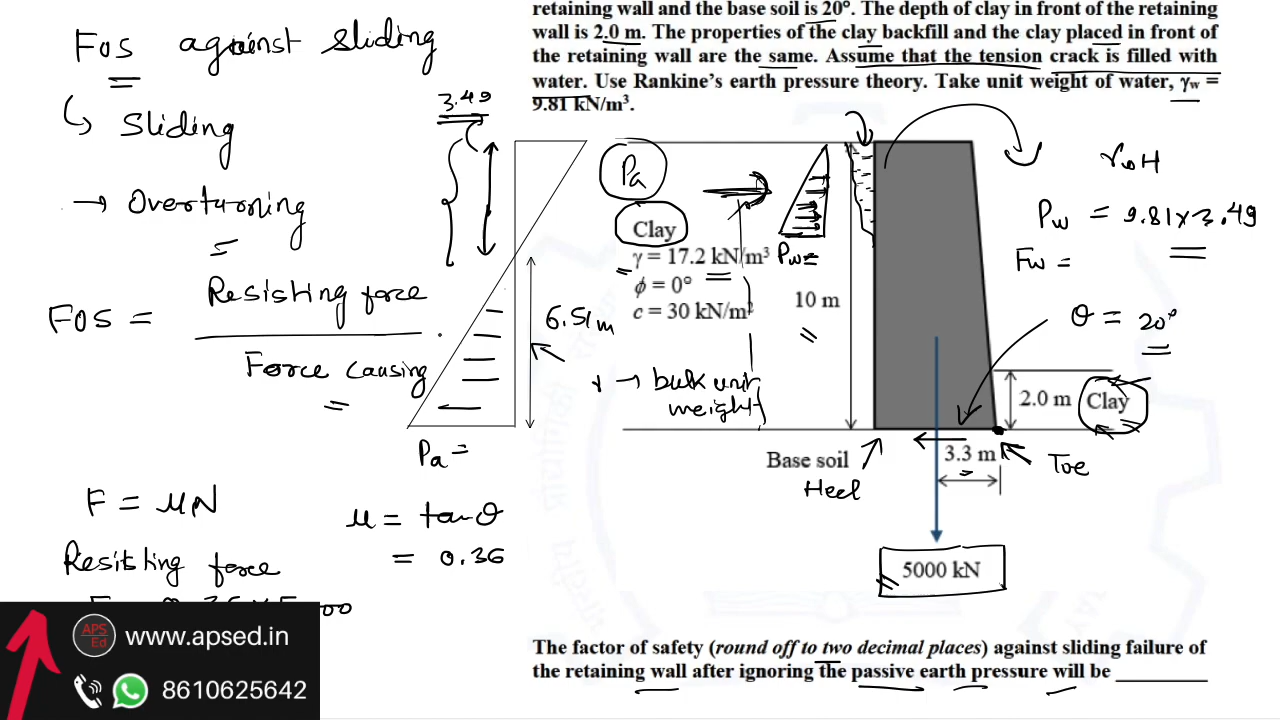 retaining wall and the base soil is 20°. The depth of clay in front of the retaining
wall is 2.0 m. The properties of the clay backfill and the clay placed in front of
the retaining wall are the same. Assume that the tension crack is filled with
water. Use Rankine's earth pressure theory. Take unit weight of water, γw =
9.81 kN/m³.
FOS against sliding
↳ Sliding
→ Overturning
FOS = Resisting force
Force causing
3.49
6.51 m
Pa =
F = μN
μ = tanθ
= 0.36
Resisting force
Pa
Clay
γ = 17.2 kN/m³
ϕ = 0°
c = 30 kN/m²
γ → bulk unit
weight
Pw =
10 m
γωH
Pw = 9.81 × 3.49
Fw =
θ = 20°
2.0 m Clay
Base soil
Heel
3.3 m
Toe
5000 kN
The factor of safety (round off to two decimal places) against sliding failure of
the retaining wall after ignoring the passive earth pressure will be ________
APS
Ed
www.apsed.in
8610625642